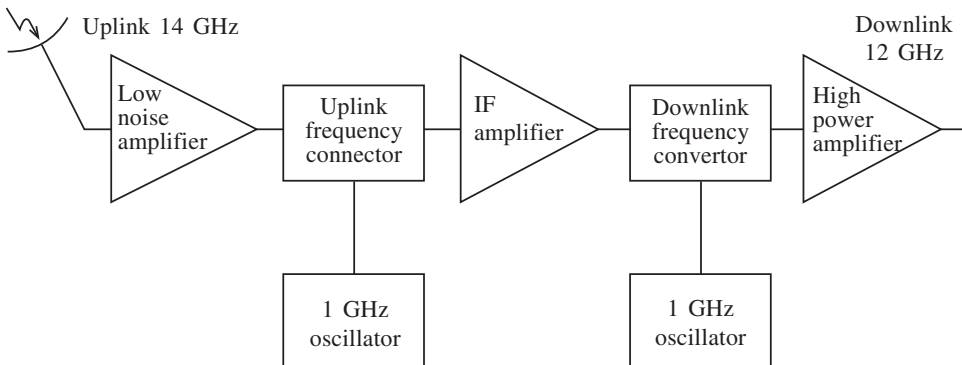 Uplink 14 GHz
Downlink
12 GHz
Low
noise
amplifier
Uplink
frequency
connector
IF
amplifier
Downlink
frequency
convertor
High
power
amplifier
1 GHz
oscillator
1 GHz
oscillator